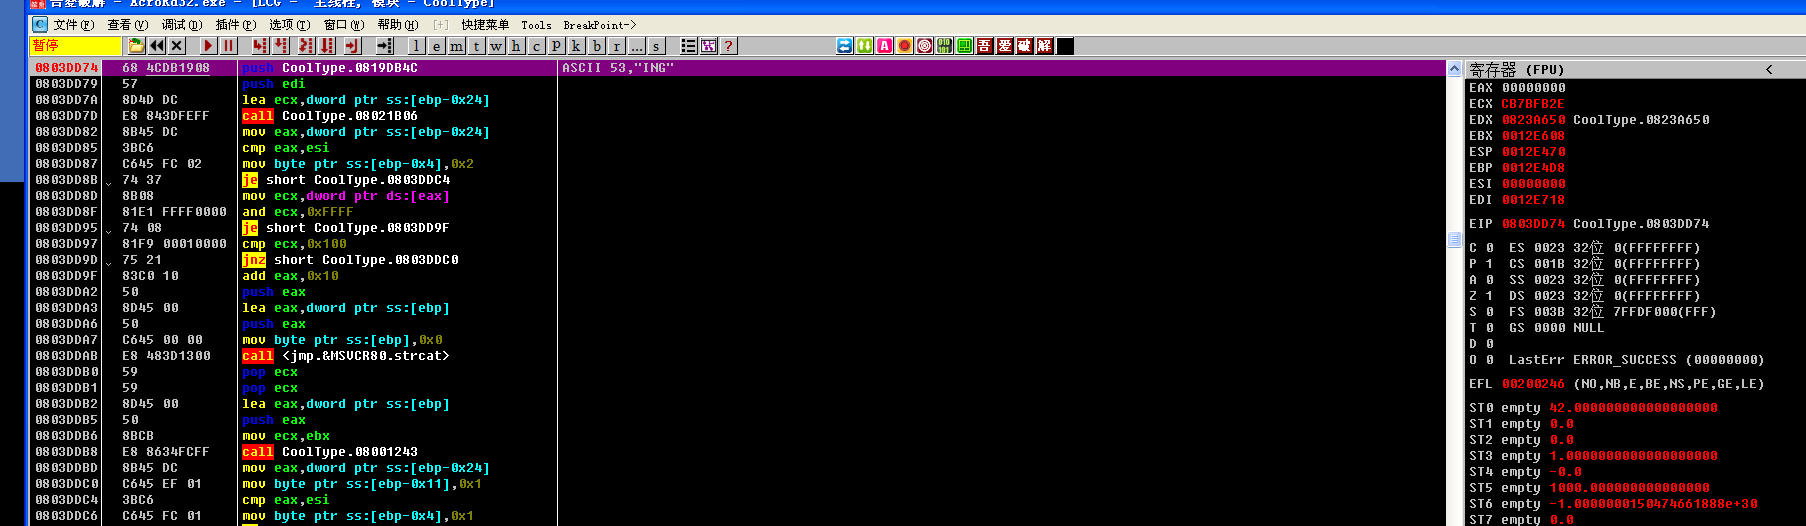 吾爱破解 - AcroRd32.exe - [LCG - 主线程, 模块 - CoolType]
C 文件(F) 查看(V) 调试(D) 插件(P) 选项(T) 窗口(W) 帮助(H) [+] 快捷菜单 Tools BreakPoint->
暂停 l e m t w h c p k b r ... s ? A 吾 爱 破 解
0803DD74 68 4CDB1908 push CoolType.0819DB4C ASCII 53,"ING"
0803DD79 57 push edi
0803DD7A 8D4D DC lea ecx,dword ptr ss:[ebp-0x24]
0803DD7D E8 843DFEFF call CoolType.08021B06
0803DD82 8B45 DC mov eax,dword ptr ss:[ebp-0x24]
0803DD85 3BC6 cmp eax,esi
0803DD87 C645 FC 02 mov byte ptr ss:[ebp-0x4],0x2
0803DD8B 74 37 je short CoolType.0803DDC4
0803DD8D 8B08 mov ecx,dword ptr ds:[eax]
0803DD8F 81E1 FFFF0000 and ecx,0xFFFF
0803DD95 74 08 je short CoolType.0803DD9F
0803DD97 81F9 00010000 cmp ecx,0x100
0803DD9D 75 21 jnz short CoolType.0803DDC0
0803DD9F 83C0 10 add eax,0x10
0803DDA2 50 push eax
0803DDA3 8D45 00 lea eax,dword ptr ss:[ebp]
0803DDA6 50 push eax
0803DDA7 C645 00 00 mov byte ptr ss:[ebp],0x0
0803DDAB E8 483D1300 call <jmp.&MSVCR80.strcat>
0803DDB0 59 pop ecx
0803DDB1 59 pop ecx
0803DDB2 8D45 00 lea eax,dword ptr ss:[ebp]
0803DDB5 50 push eax
0803DDB6 8BCB mov ecx,ebx
0803DDB8 E8 8634FCFF call CoolType.08001243
0803DDBD 8B45 DC mov eax,dword ptr ss:[ebp-0x24]
0803DDC0 C645 EF 01 mov byte ptr ss:[ebp-0x11],0x1
0803DDC4 3BC6 cmp eax,esi
0803DDC6 C645 FC 01 mov byte ptr ss:[ebp-0x4],0x1
寄存器 (FPU) <
EAX 00000000
ECX CB7BFB2E
EDX 0823A650 CoolType.0823A650
EBX 0012E608
ESP 0012E470
EBP 0012E4D8
ESI 00000000
EDI 0012E718
EIP 0803DD74 CoolType.0803DD74
C 0 ES 0023 32位 0(FFFFFFFF)
P 1 CS 001B 32位 0(FFFFFFFF)
A 0 SS 0023 32位 0(FFFFFFFF)
Z 1 DS 0023 32位 0(FFFFFFFF)
S 0 FS 003B 32位 7FFDF000(FFF)
T 0 GS 0000 NULL
D 0
O 0 LastErr ERROR_SUCCESS (00000000)
EFL 00200246 (NO,NB,E,BE,NS,PE,GE,LE)
ST0 empty 42.000000000000000000
ST1 empty 0.0
ST2 empty 0.0
ST3 empty 1.0000000000000000000
ST4 empty -0.0
ST5 empty 1000.0000000000000000
ST6 empty -1.0000000150474661888e+30
ST7 empty 0.0